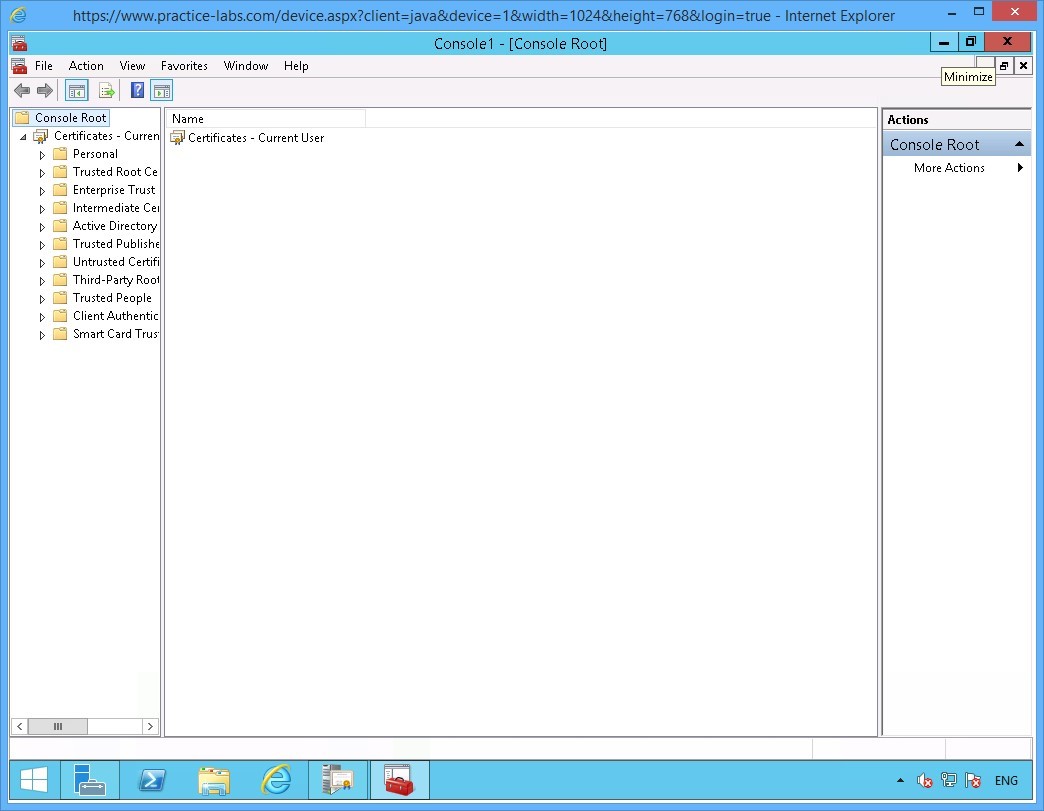 https://www.practice-labs.com/device.aspx?client=java&device=1&width=1024&height=768&login=true - Internet Explorer
Console1 - [Console Root]
File Action View Favorites Window Help
Minimize
Console Root
Certificates - Curren
Personal
Trusted Root Ce
Enterprise Trust
Intermediate Cer
Active Directory
Trusted Publishe
Untrusted Certifi
Third-Party Root
Trusted People
Client Authentic
Smart Card Trus
Name
Certificates - Current User
Actions
Console Root
More Actions
ENG